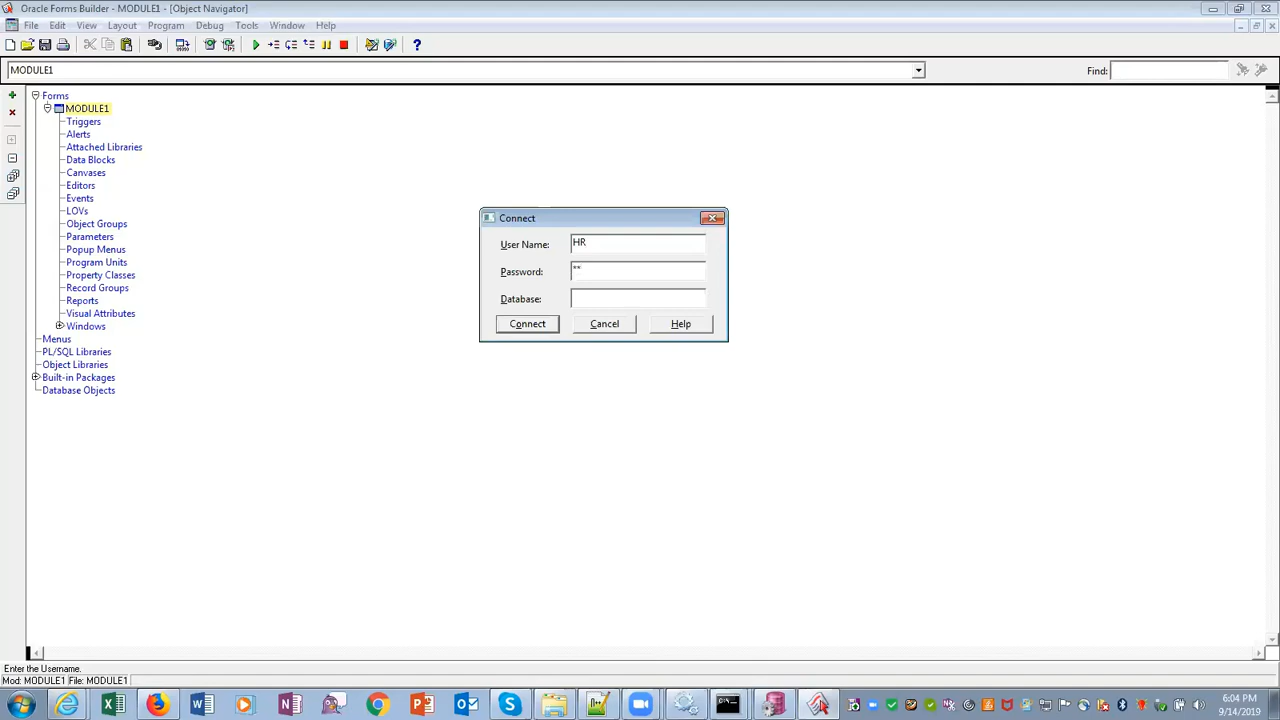 Oracle Forms Builder - MODULE1 - [Object Navigator]
File Edit View Layout Program Debug Tools Window Help
MODULE1
Find:
Forms
MODULE1
Triggers
Alerts
Attached Libraries
Data Blocks
Canvases
Editors
Events
LOVs
Object Groups
Parameters
Popup Menus
Program Units
Property Classes
Record Groups
Reports
Visual Attributes
Windows
Menus
PL/SQL Libraries
Object Libraries
Built-in Packages
Database Objects
Connect
User Name: HR
Password: **
Database:
Connect Cancel Help
Enter the Username.
Mod: MODULE1 File: MODULE1
6:04 PM
9/14/2019